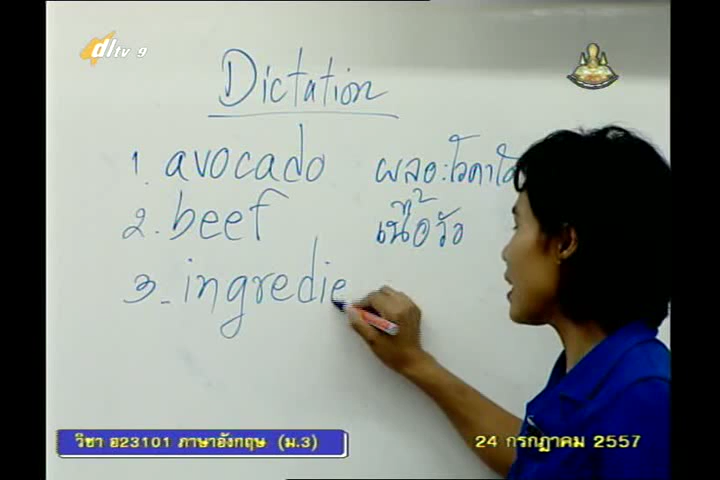 dltv 9
Dictation
1. avocado ผลอะโวคาโด
2. beef เนื้อวัว
3. ingredie
วิชา อ23101 ภาษาอังกฤษ (ม.3)
24 กรกฎาคม 2557